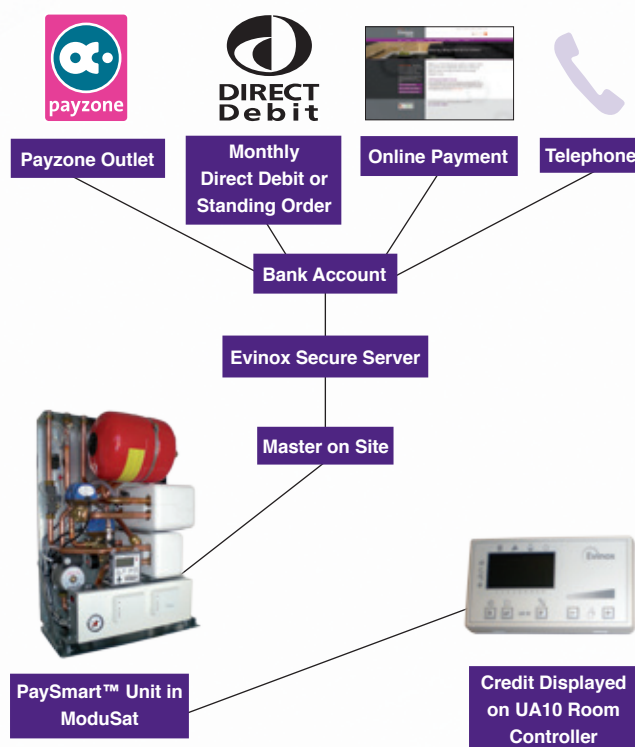 payzone
DIRECT
Debit
Payzone Outlet
Monthly
Direct Debit or
Standing Order
Online Payment
Telephone
Bank Account
Evinox Secure Server
Master on Site
Evinox
PaySmart™ Unit in
ModuSat
Credit Displayed
on UA10 Room
Controller